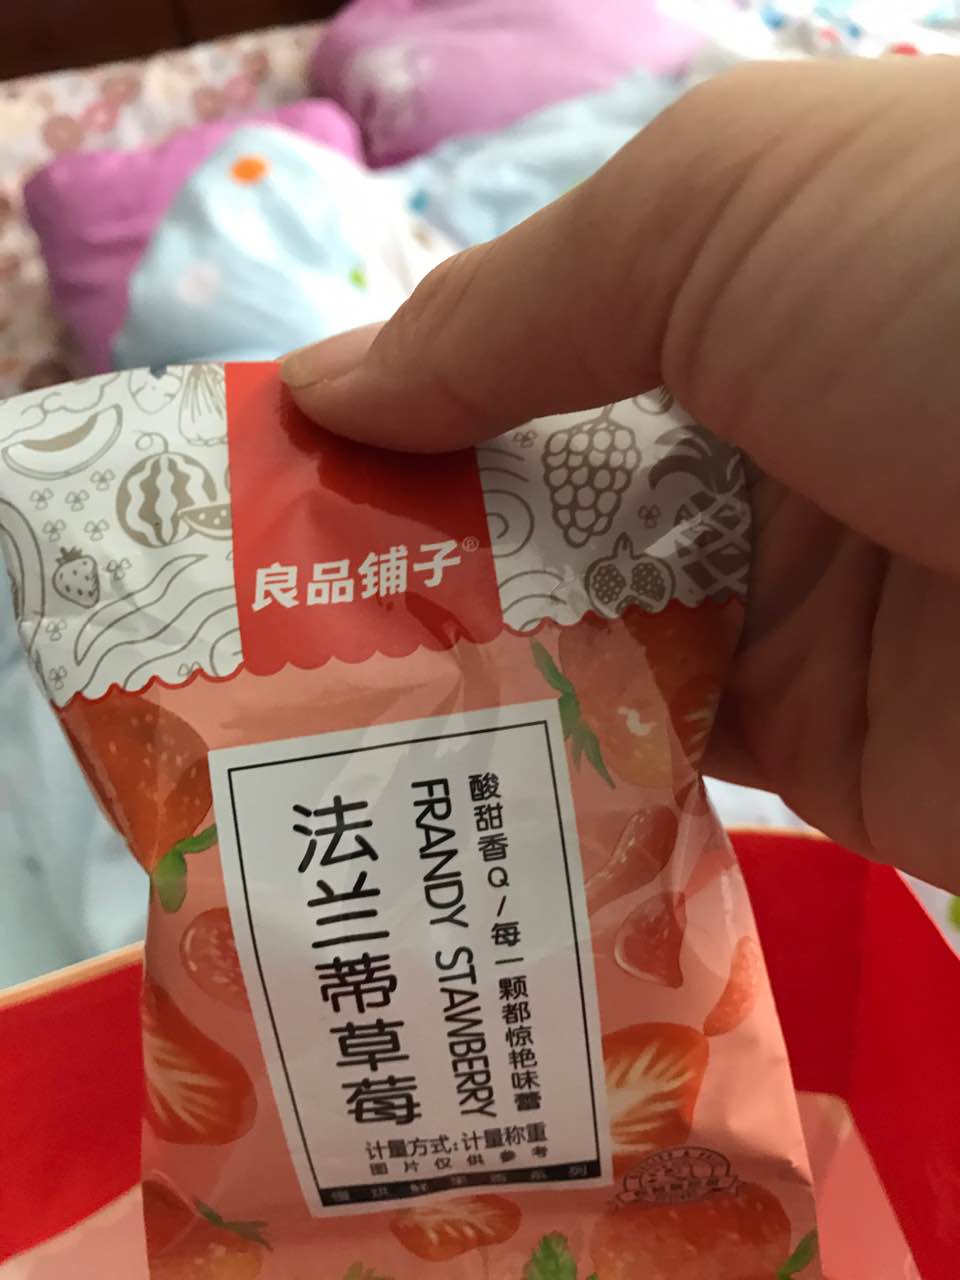 良品铺子®
酸甜香Q/每一颗都惊艳味蕾
FRANDY STAWBERRY
法兰蒂草莓
计量方式:计量称重
图片仅供参考